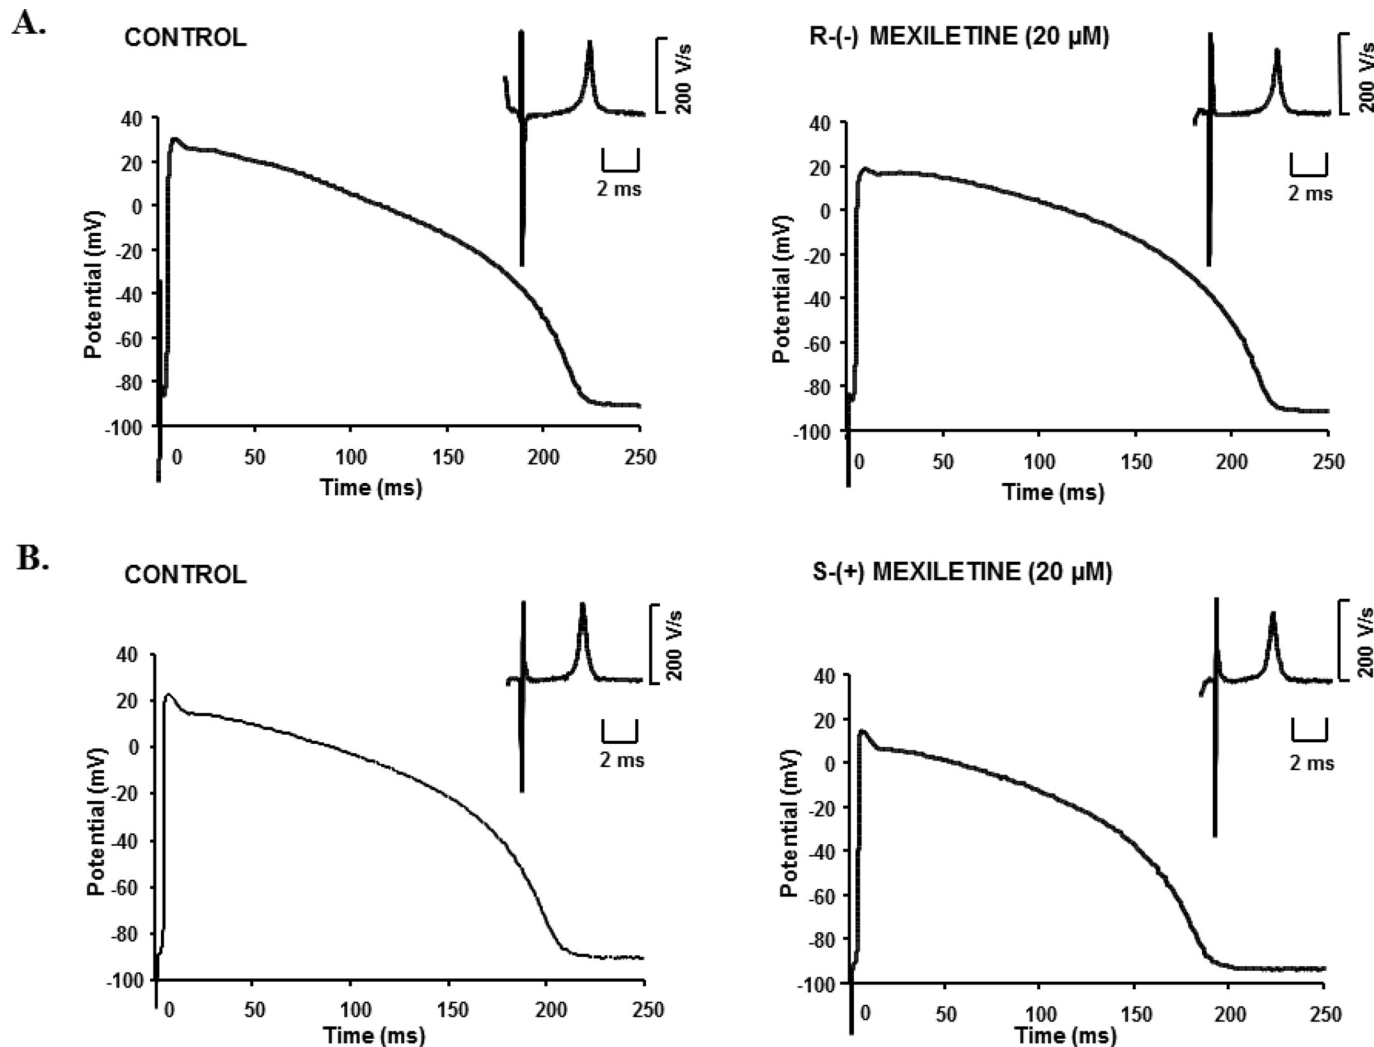 A.
CONTROL
200 V/s
2 ms
40
20
0
-20
-40
-60
-80
-100
Potential (mV)
0 50 100 150 200 250
Time (ms)
R-(-) MEXILETINE (20 µM)
200 V/s
2 ms
40
20
0
-20
-40
-60
-80
-100
Potential (mV)
0 50 100 150 200 250
Time (ms)
B.
CONTROL
200 V/s
2 ms
40
20
0
-20
-40
-60
-80
-100
Potential (mV)
0 50 100 150 200 250
Time (ms)
S-(+) MEXILETINE (20 µM)
200 V/s
2 ms
40
20
0
-20
-40
-60
-80
-100
Potential (mV)
0 50 100 150 200 250
Time (ms)